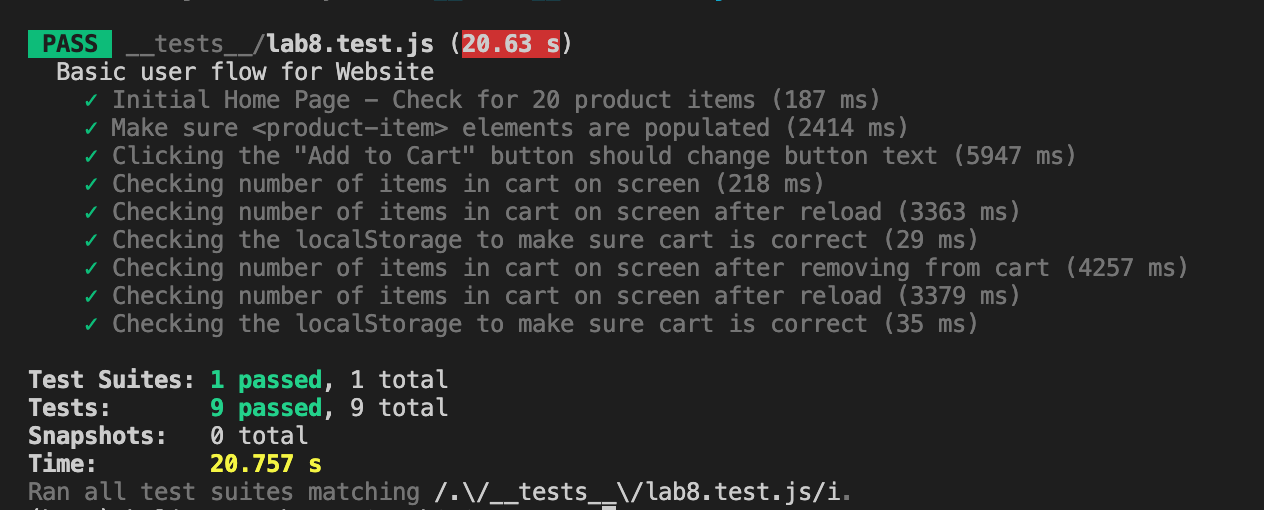 PASS __tests__/lab8.test.js (20.63 s)
Basic user flow for Website
✓ Initial Home Page – Check for 20 product items (187 ms)
✓ Make sure <product-item> elements are populated (2414 ms)
✓ Clicking the "Add to Cart" button should change button text (5947 ms)
✓ Checking number of items in cart on screen (218 ms)
✓ Checking number of items in cart on screen after reload (3363 ms)
✓ Checking the localStorage to make sure cart is correct (29 ms)
✓ Checking number of items in cart on screen after removing from cart (4257 ms)
✓ Checking number of items in cart on screen after reload (3379 ms)
✓ Checking the localStorage to make sure cart is correct (35 ms)
Test Suites: 1 passed, 1 total
Tests: 9 passed, 9 total
Snapshots: 0 total
Time: 20.757 s
Ran all test suites matching /.\/__tests__\/lab8.test.js/i.